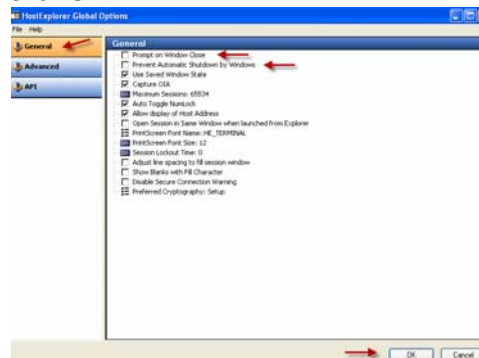 HostExplorer Global Options
File Help
General
Advanced
API
General
Prompt on Window Close
Prevent Automatic Shutdown by Windows
Use Saved Window State
Capture OIA
Maximum Sessions: 65534
Auto Toggle NumLock
Allow display of Host Address
Open Session in Same Window when launched from Explorer
PrintScreen Font Name: HE_TERMINAL
PrintScreen Font Size: 12
Session Lockout Time: 0
Adjust line spacing to fill session window
Show Blanks with Fill Character
Disable Secure Connection Warning
Preferred Cryptography: Setup
OK Cancel